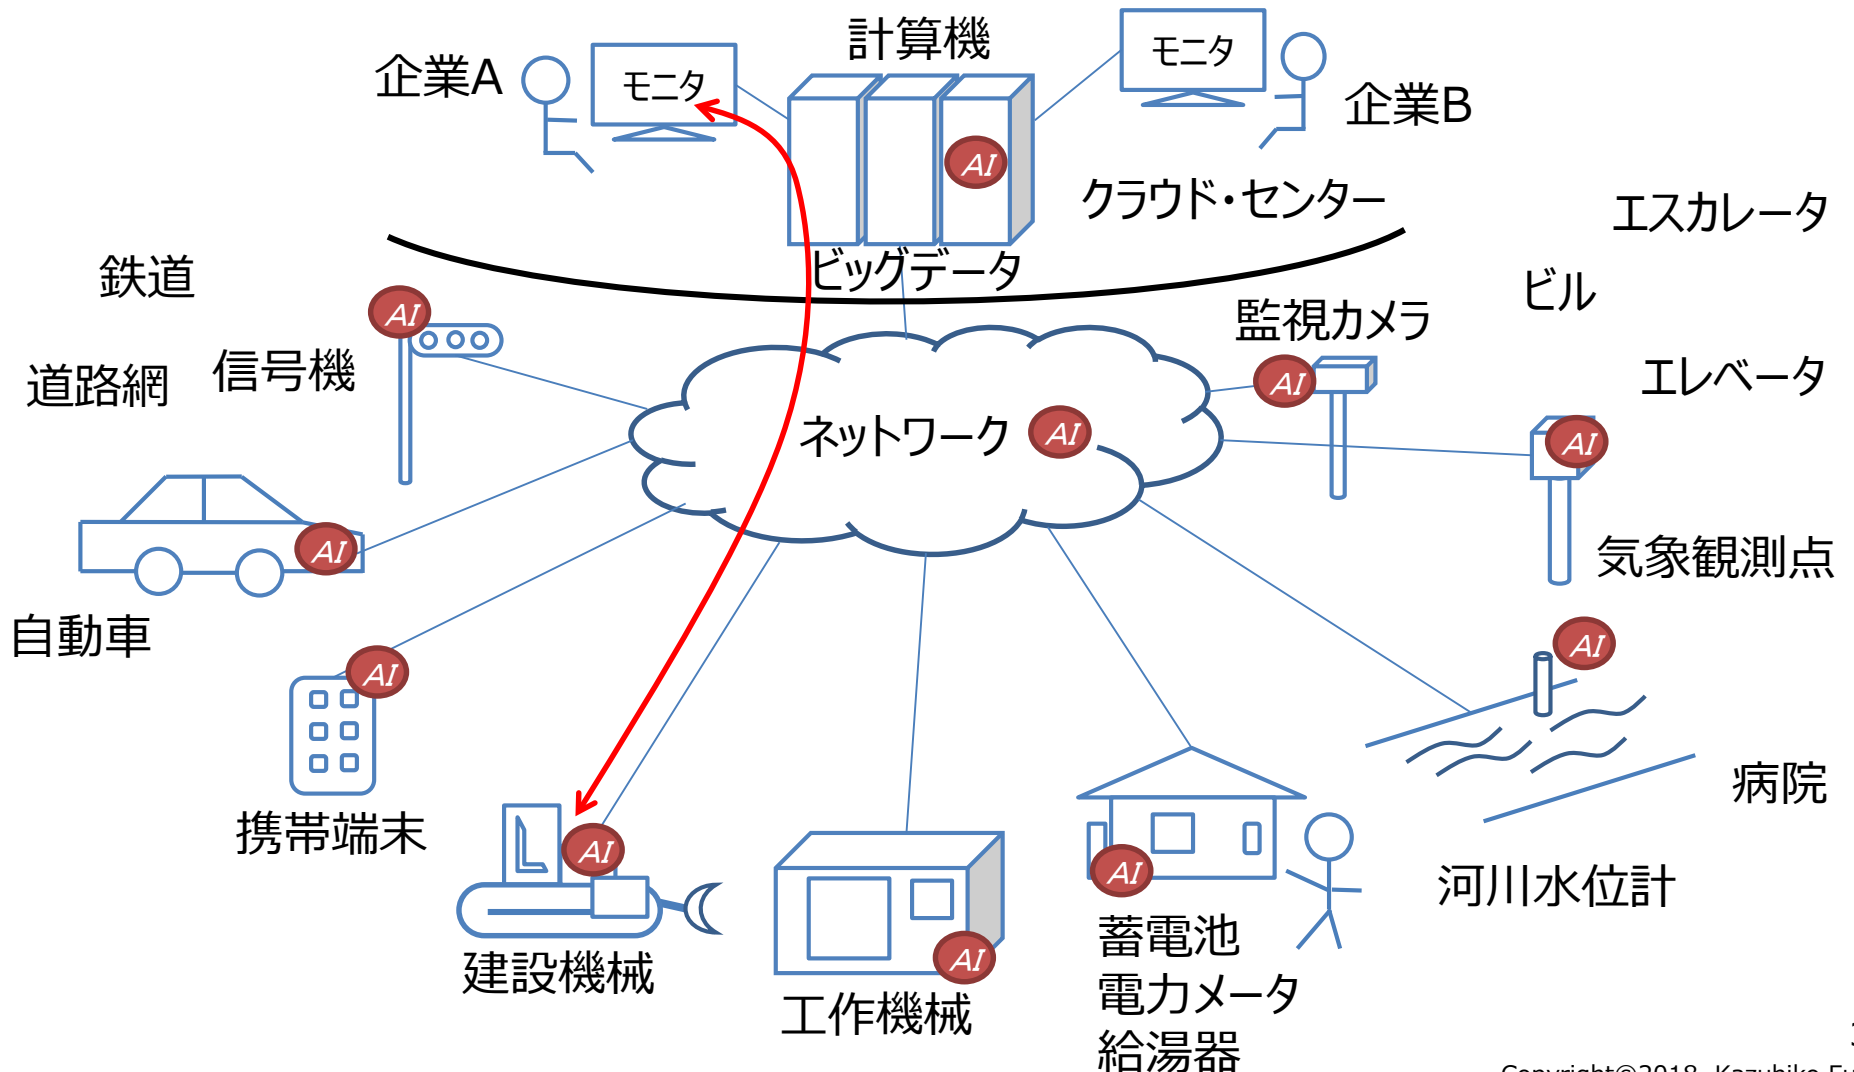 計算機
企業A
モニタ
モニタ
企業B
AI
クラウド・センター
エスカレータ
ビッグデータ
鉄道
ビル
AI
監視カメラ
道路網
信号機
AI
エレベータ
ネットワーク
AI
AI
AI
気象観測点
自動車
AI
AI
携帯端末
AI
病院
AI
河川水位計
建設機械
AI
蓄電池
工作機械
電力メータ
給湯器
Copyright©2018 Kazuhiko